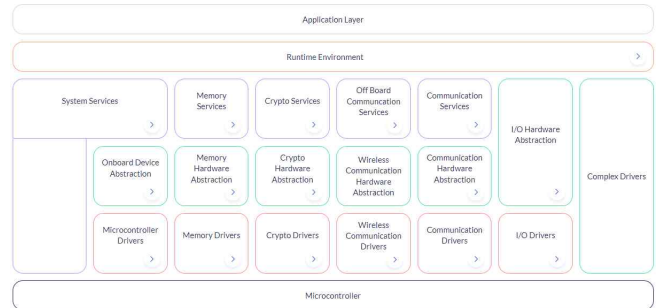 Application Layer
Runtime Environment
System Services
Memory
Services
Crypto Services
Off Board
Communcation
Services
Communication
Services
I/O Hardware
Abstraction
Complex Drivers
Onboard Device
Abstraction
Memory
Hardware
Abstraction
Crypto
Hardware
Abstraction
Wireless
Communication
Hardware
Abstraction
Communication
Hardware
Abstraction
Microcontroller
Drivers
Memory Drivers
Crypto Drivers
Wireless
Communication
Drivers
Communication
Drivers
I/O Drivers
Microcontroller